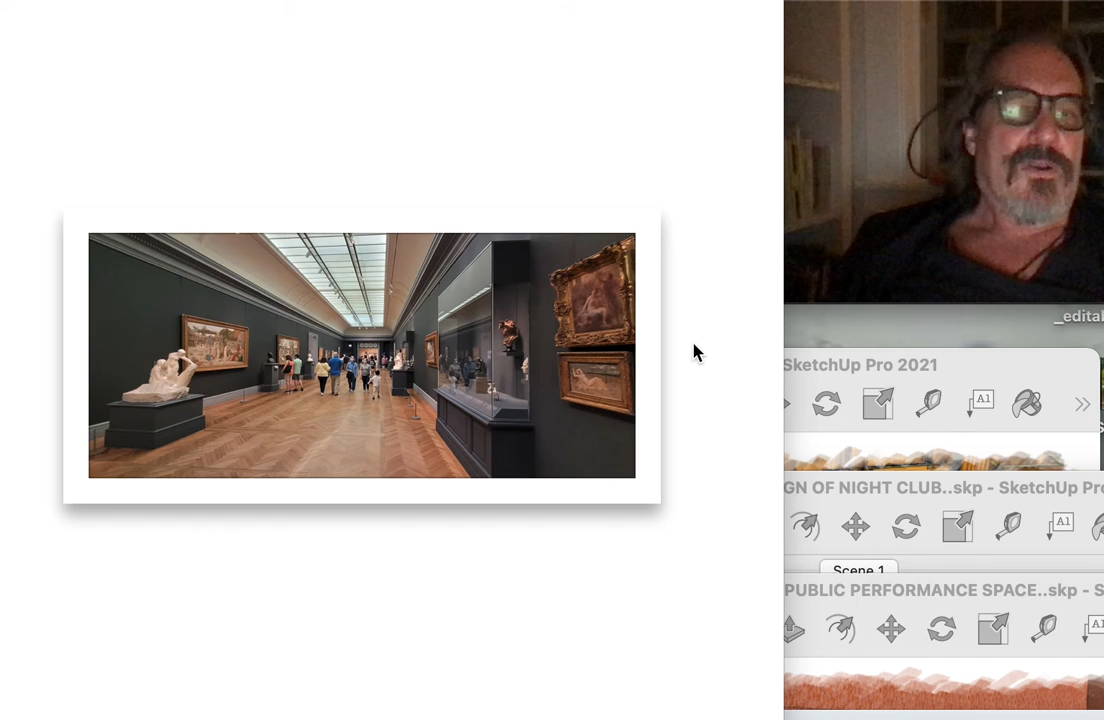 _edital
SketchUp Pro 2021
A1
GN OF NIGHT CLUB..skp - SketchUp Pro
A1
Scene 1
PUBLIC PERFORMANCE SPACE..skp - S
A1